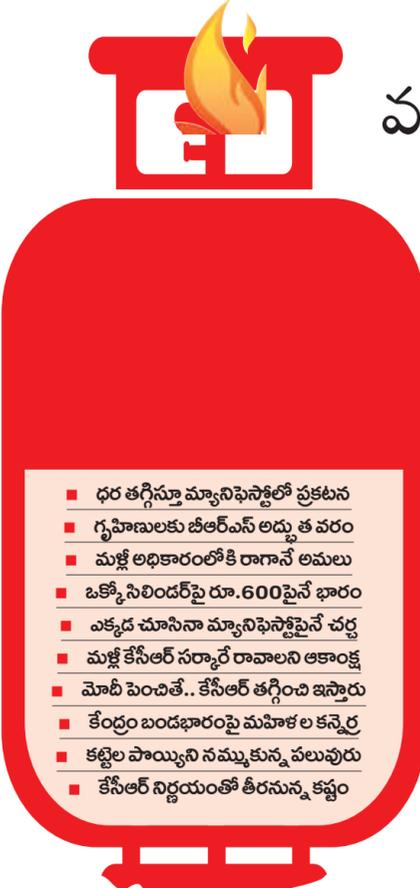 వ
ధర తగ్గిస్తూ మ్యానిఫెస్టోలో ప్రకటన
గృహిణులకు బీఆర్ఎస్ అద్భుత వరం
మళ్లీ అధికారంలోకి రాగానే అమలు
ఒక్కో సిలిండర్‌పై రూ.600పైనే భారం
ఎక్కడ చూసినా మ్యానిఫెస్టోపైనే చర్చ
మళ్లీ కేసీఆర్ సర్కారే రావాలని ఆకాంక్ష
మోదీ పెంచితే.. కేసీఆర్ తగ్గించి ఇస్తారు
కేంద్రం బండభారంపై మహిళల కన్నెర్ర
కట్టెల పొయ్యిని నమ్ముకున్న పలువురు
కేసీఆర్ నిర్ణయంతో తీరనున్న కష్టం